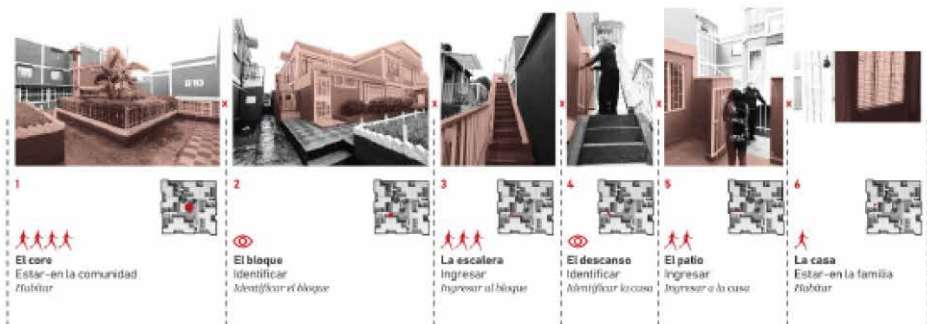 1
El core
Estar-en la comunidad
Habitar
2
El bloque
Identificar
Identificar el bloque
3
La escalera
Ingresar
Ingresar al bloque
4
El descanso
Identificar
Identificar la casa
5
El patio
Ingresar
Ingresar a la casa
6
La casa
Estar-en la familia
Habitar